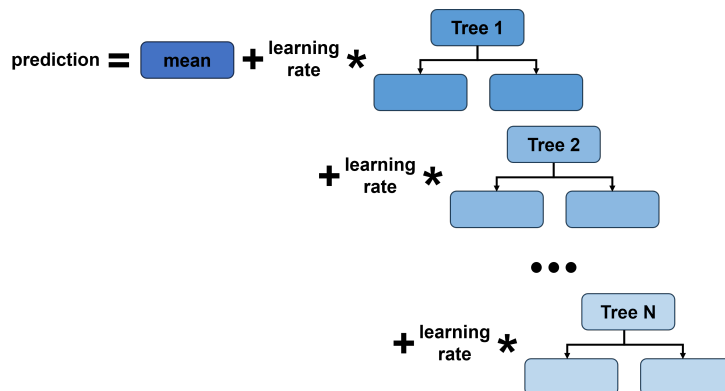 Tree 1
prediction = mean + learning rate *
Tree 2
+ learning rate *
•••
Tree N
+ learning rate *